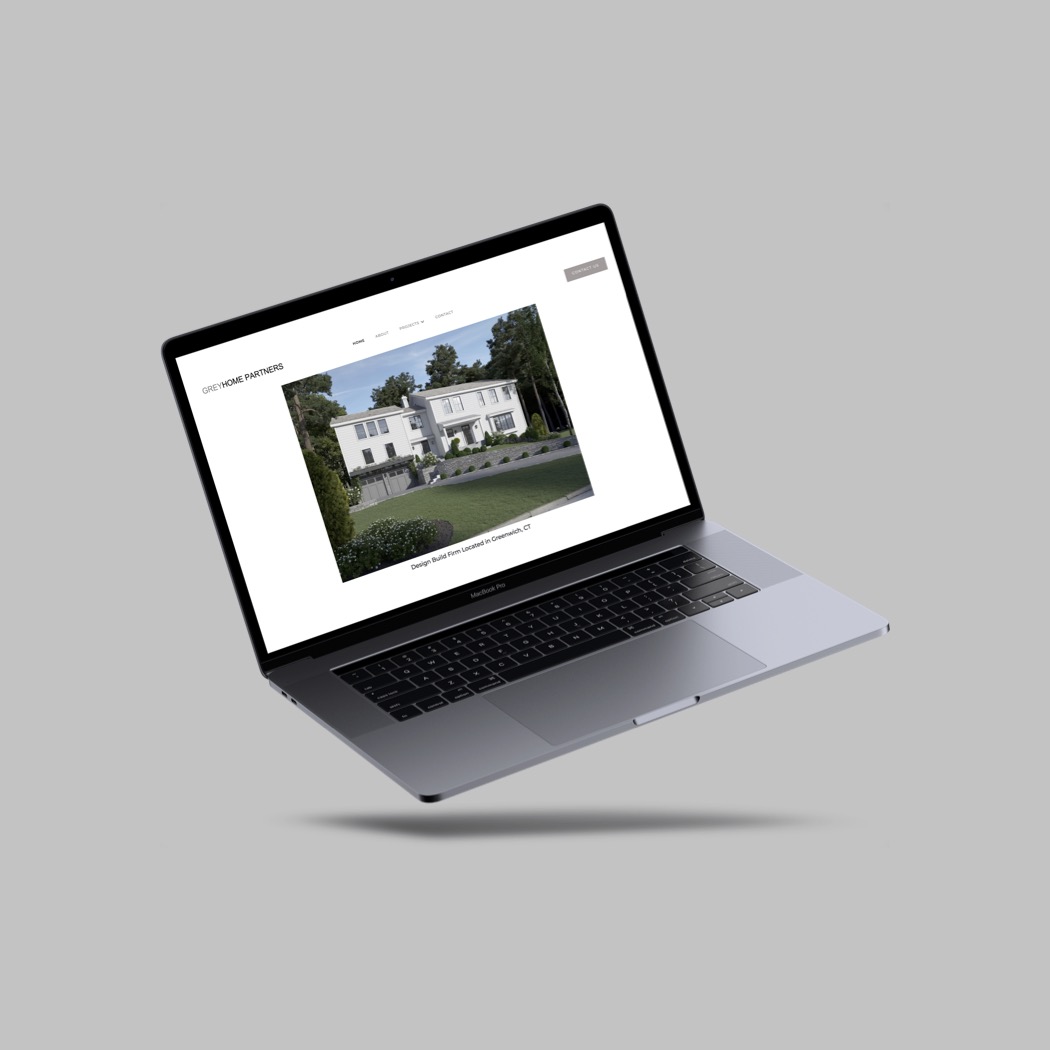 CONTACT US
HOME ABOUT PROJECTS CONTACT
GREYHOME PARTNERS
Design Build Firm Located in Greenwich, CT
MacBook Pro